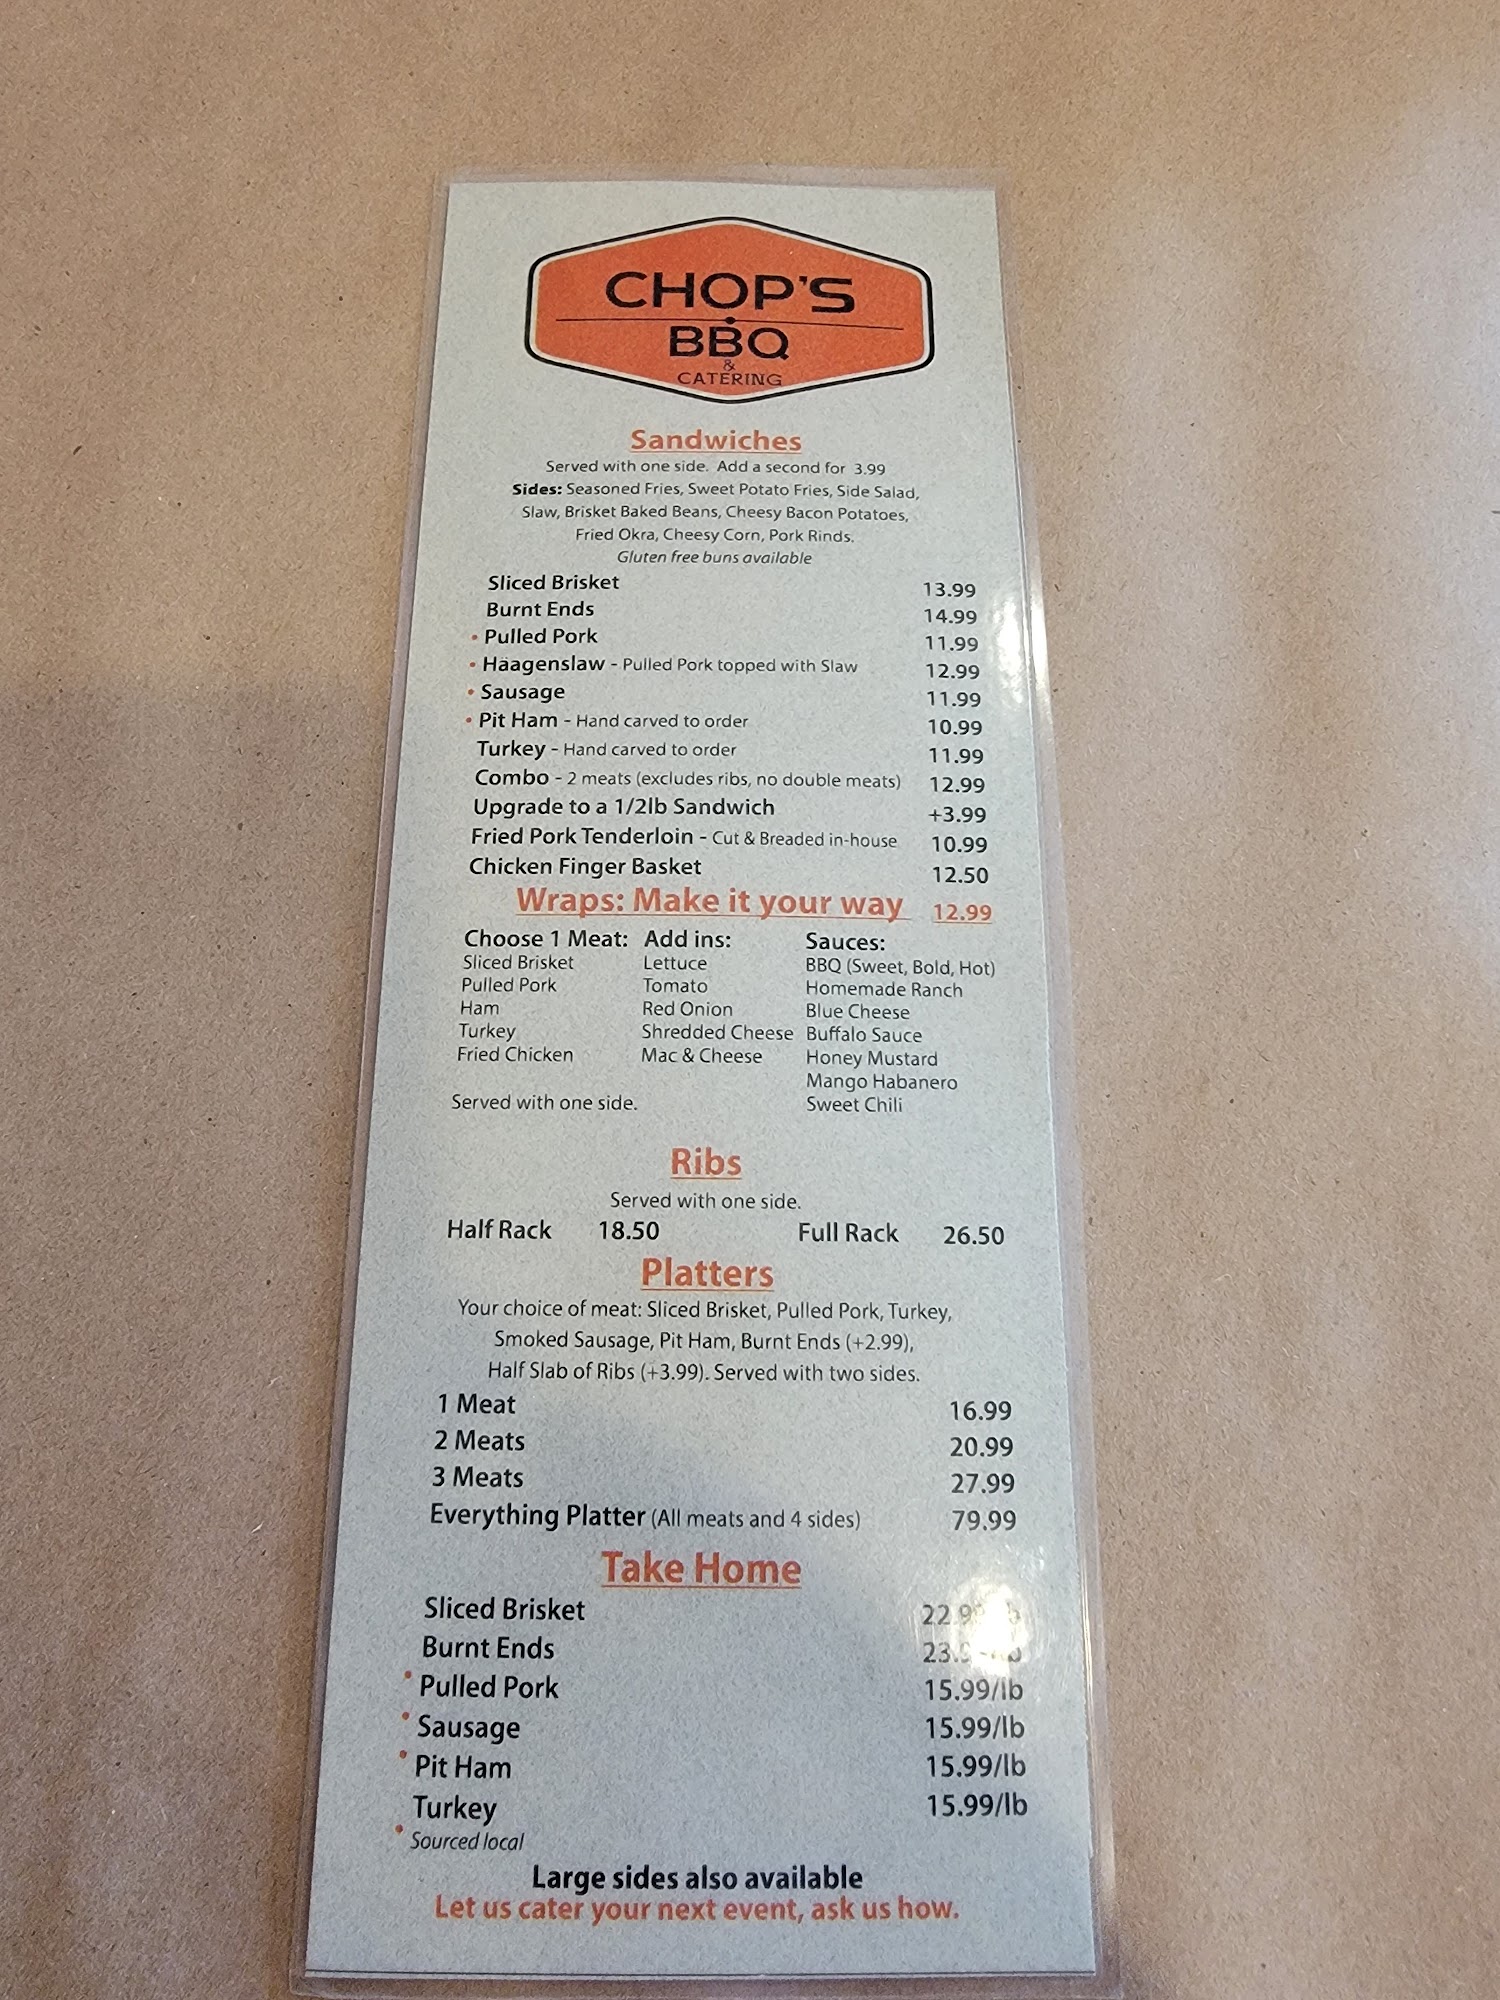 CHOP'S
BBQ
&
CATERING
Sandwiches
Served with one side. Add a second for 3.99
Sides: Seasoned Fries, Sweet Potato Fries, Side Salad,
Slaw, Brisket Baked Beans, Cheesy Bacon Potatoes,
Fried Okra, Cheesy Corn, Pork Rinds.
Gluten free buns available
Sliced Brisket 13.99
Burnt Ends 14.99
• Pulled Pork 11.99
• Häagenslaw - Pulled Pork topped with Slaw 12.99
• Sausage 11.99
• Pit Ham - Hand carved to order 10.99
Turkey - Hand carved to order 11.99
Combo - 2 meats (excludes ribs, no double meats) 12.99
Upgrade to a 1/2lb Sandwich +3.99
Fried Pork Tenderloin - Cut & Breaded in-house 10.99
Chicken Finger Basket 12.50
Wraps: Make it your way 12.99
Choose 1 Meat: Add ins: Sauces:
Sliced Brisket Lettuce BBQ (Sweet, Bold, Hot)
Pulled Pork Tomato Homemade Ranch
Ham Red Onion Blue Cheese
Turkey Shredded Cheese Buffalo Sauce
Fried Chicken Mac & Cheese Honey Mustard
Mango Habanero
Served with one side. Sweet Chili
Ribs
Served with one side.
Half Rack 18.50 Full Rack 26.50
Platters
Your choice of meat: Sliced Brisket, Pulled Pork, Turkey,
Smoked Sausage, Pit Ham, Burnt Ends (+2.99),
Half Slab of Ribs (+3.99). Served with two sides.
1 Meat 16.99
2 Meats 20.99
3 Meats 27.99
Everything Platter (All meats and 4 sides) 79.99
Take Home
Sliced Brisket
Burnt Ends
• Pulled Pork 15.99/lb
• Sausage 15.99/lb
• Pit Ham 15.99/lb
Turkey 15.99/lb
• Sourced local
Large sides also available
Let us cater your next event, ask us how.